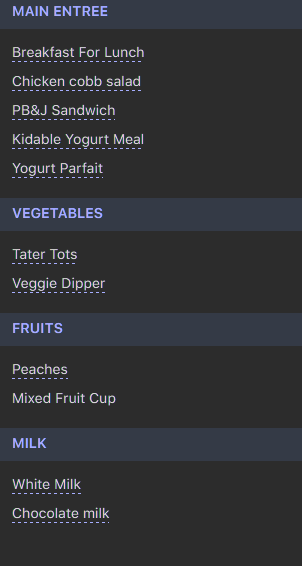 MAIN ENTREE
Breakfast For Lunch
Chicken cobb salad
PB&J Sandwich
Kidable Yogurt Meal
Yogurt Parfait
VEGETABLES
Tater Tots
Veggie Dipper
FRUITS
Peaches
Mixed Fruit Cup
MILK
White Milk
Chocolate milk